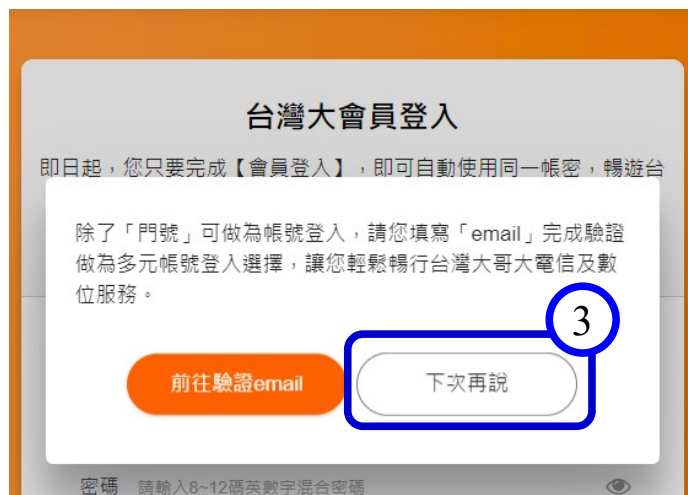 台灣大會員登入
即日起，您只要完成【會員登入】，即可自動使用同一帳密，暢遊台
除了「門號」可做為帳號登入，請您填寫「email」完成驗證
做為多元帳號登入選擇，讓您輕鬆暢行台灣大哥大電信及數
位服務。
3
前往驗證email
下次再說
密碼 請輸入8~12碼英數字混合密碼